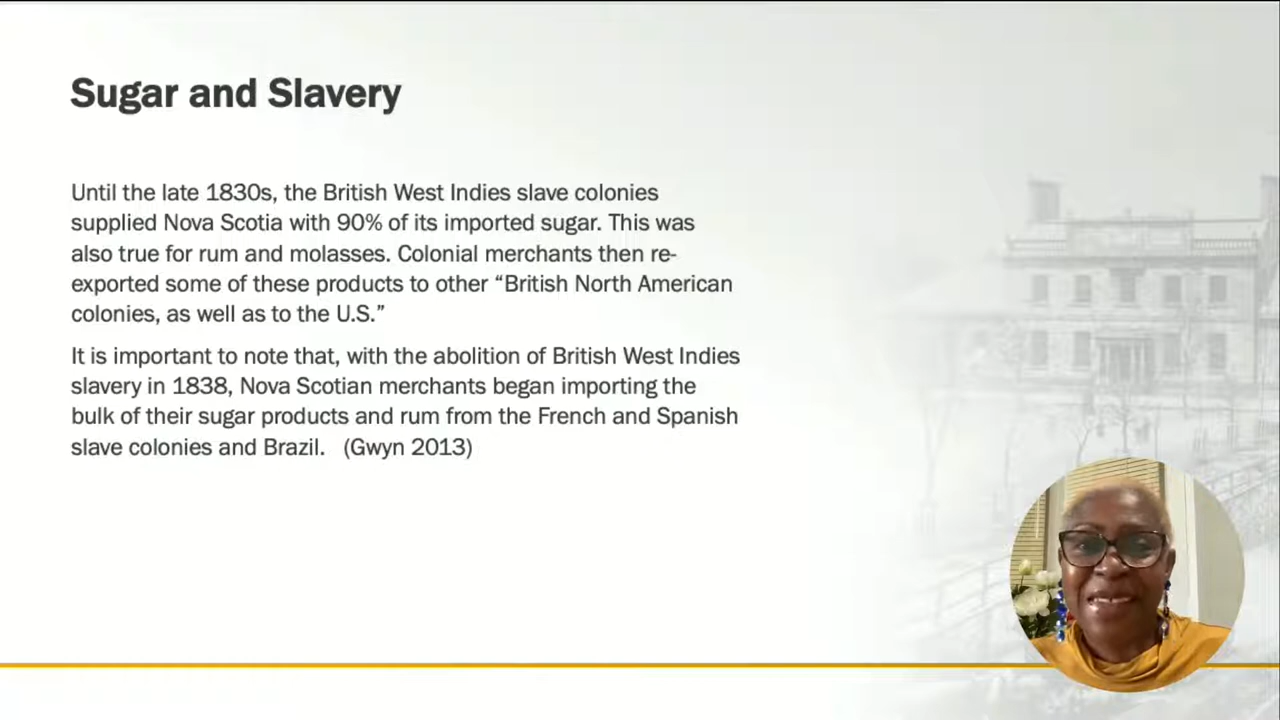 Sugar and Slavery
Until the late 1830s, the British West Indies slave colonies
supplied Nova Scotia with 90% of its imported sugar. This was
also true for rum and molasses. Colonial merchants then re-
exported some of these products to other “British North American
colonies, as well as to the U.S.”
It is important to note that, with the abolition of British West Indies
slavery in 1838, Nova Scotian merchants began importing the
bulk of their sugar products and rum from the French and Spanish
slave colonies and Brazil.   (Gwyn 2013)